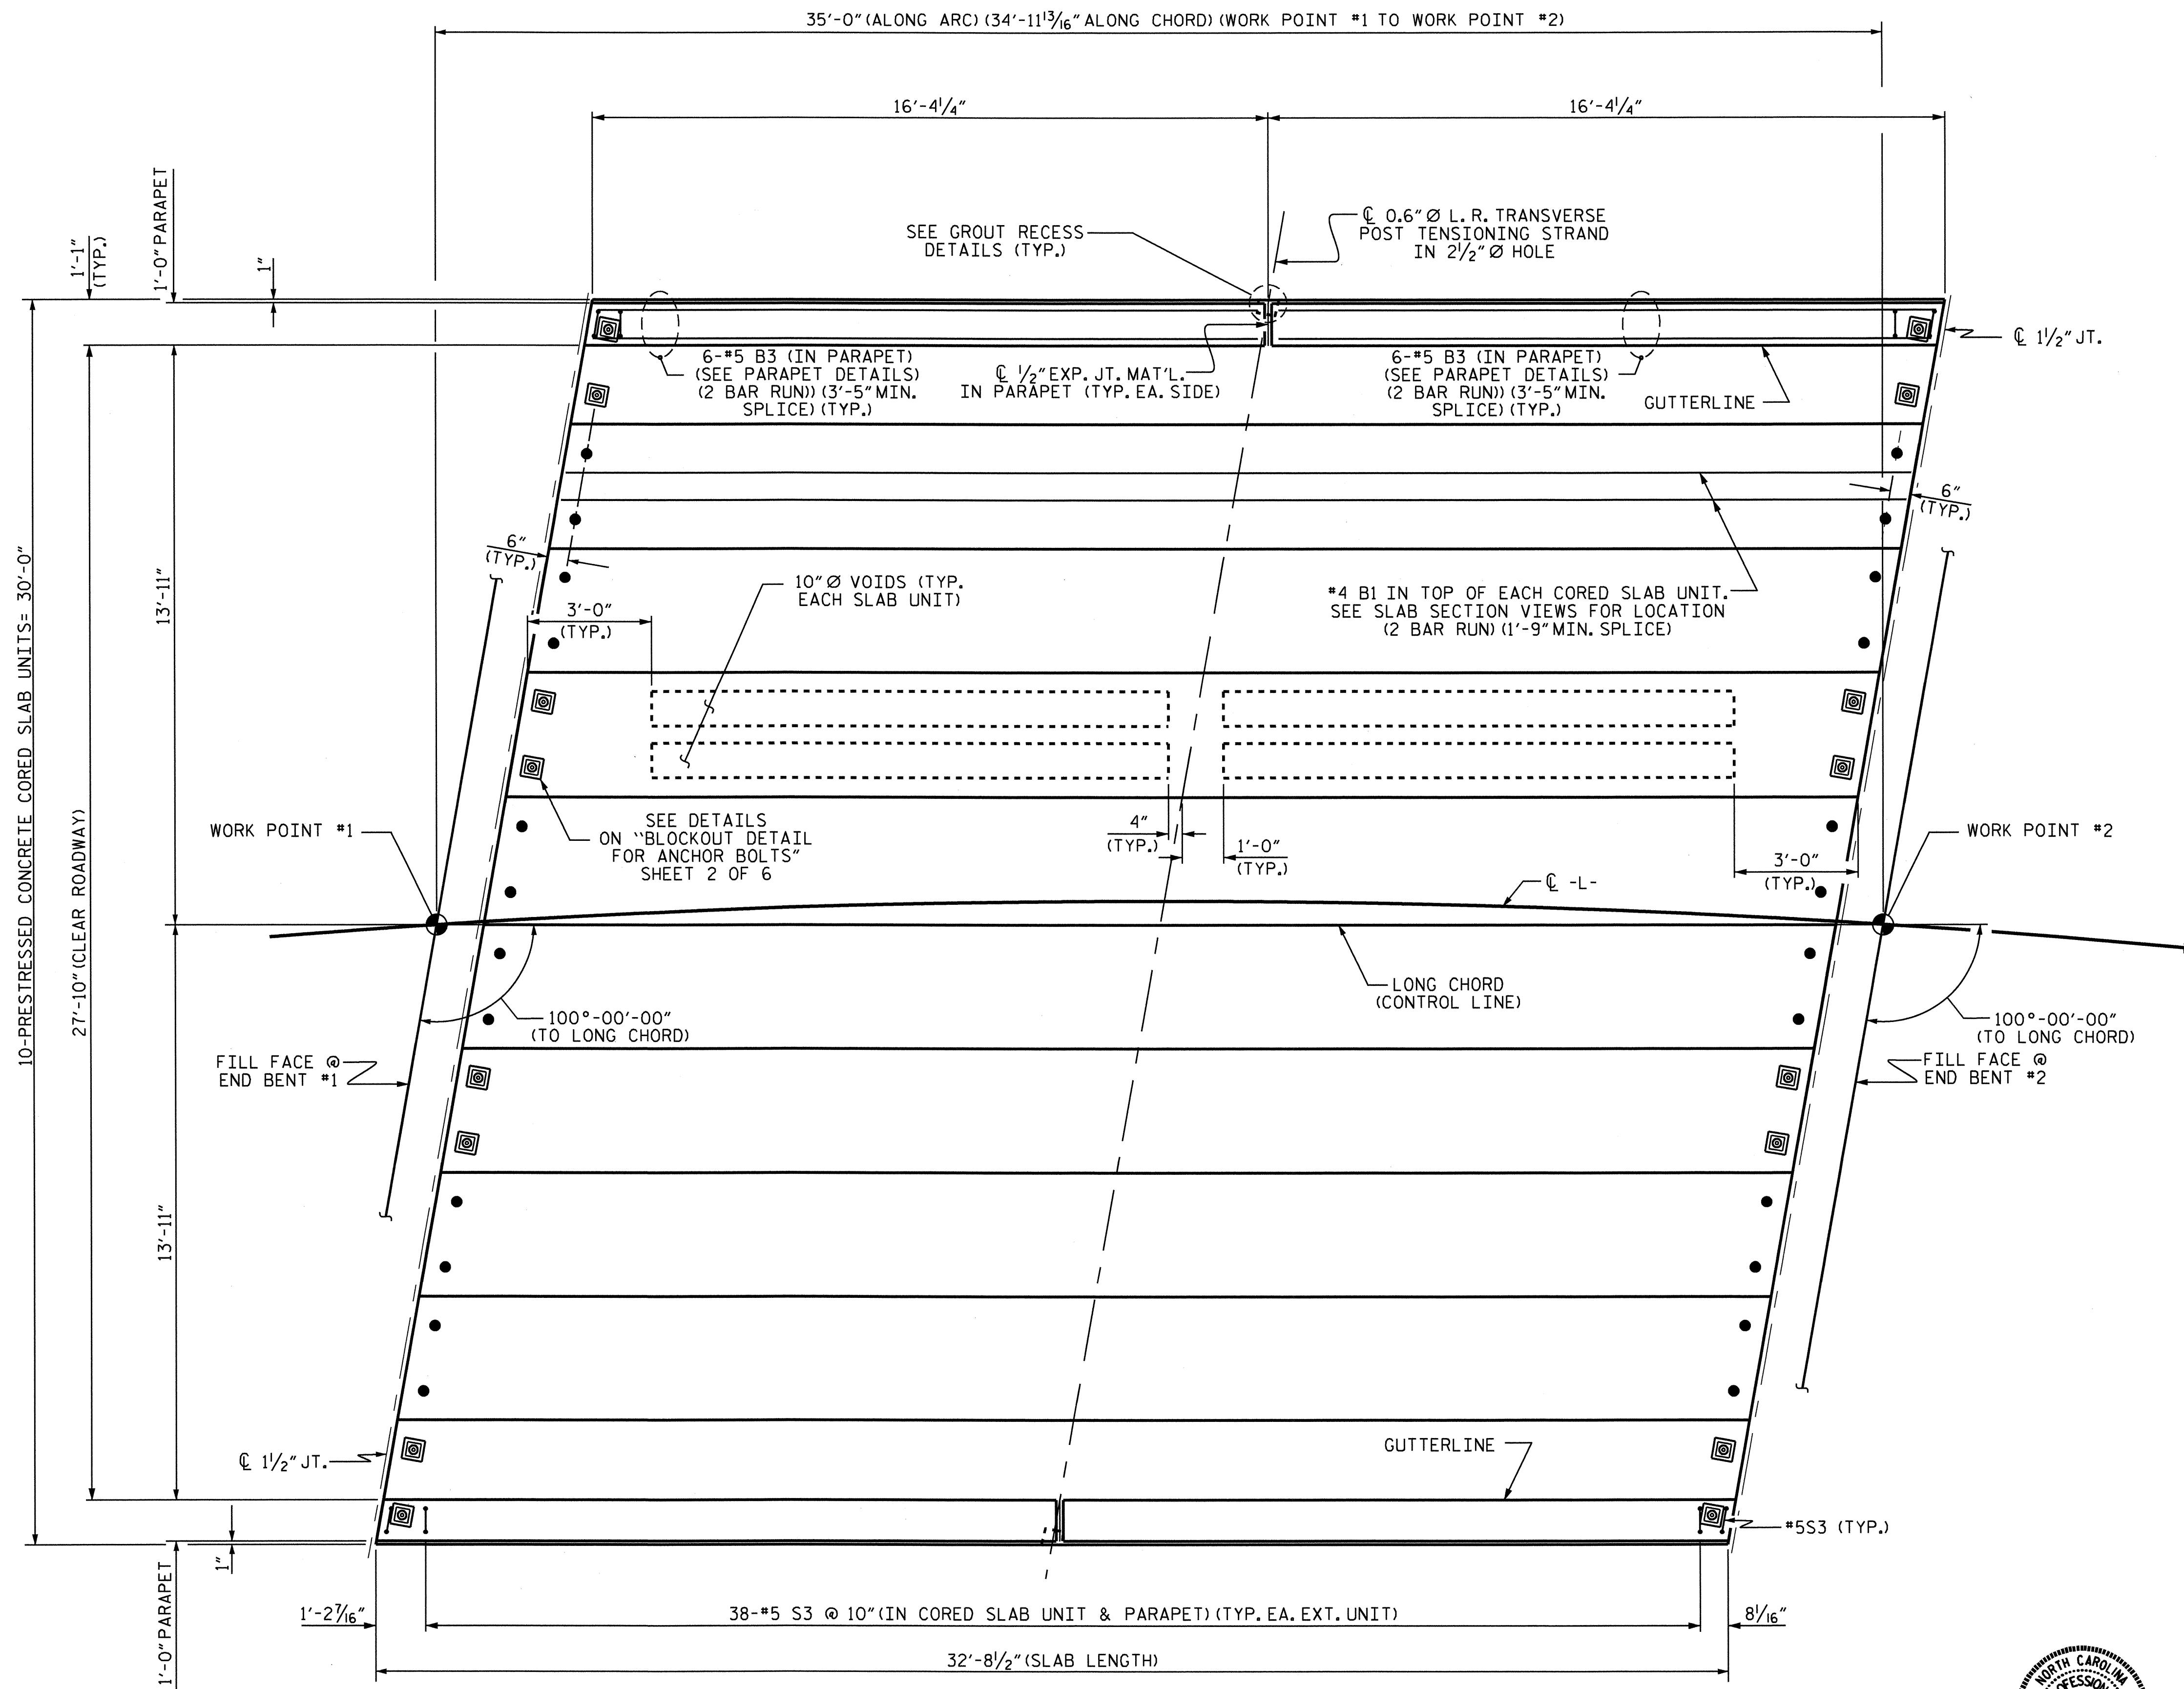 35'-0" (ALONG ARC) (34'-11 13/16" ALONG CHORD) (WORK POINT #1 TO WORK POINT #2)
16'-4 1/4"
16'-4 1/4"
1'-1"
(TYP.)
1'-0" PARAPET
1"
SEE GROUT RECESS
DETAILS (TYP.)
℄ 0.6" Ø L. R. TRANSVERSE
POST TENSIONING STRAND
IN 2 1/2" Ø HOLE
℄ 1 1/2" JT.
6-#5 B3 (IN PARAPET)
(SEE PARAPET DETAILS)
(2 BAR RUN)) (3'-5" MIN.
SPLICE) (TYP.)
℄ 1/2" EXP. JT. MAT'L.
IN PARAPET (TYP. EA. SIDE)
6-#5 B3 (IN PARAPET)
(SEE PARAPET DETAILS)
(2 BAR RUN)) (3'-5" MIN.
SPLICE) (TYP.)
GUTTERLINE
6"
(TYP.)
6"
(TYP.)
10-PRESTRESSED CONCRETE CORED SLAB UNITS= 30'-0"
27'-10" (CLEAR ROADWAY)
13'-11"
3'-0"
(TYP.)
10" Ø VOIDS (TYP.
EACH SLAB UNIT)
#4 B1 IN TOP OF EACH CORED SLAB UNIT.
SEE SLAB SECTION VIEWS FOR LOCATION
(2 BAR RUN) (1'-9" MIN. SPLICE)
WORK POINT #1
SEE DETAILS
ON "BLOCKOUT DETAIL
FOR ANCHOR BOLTS"
SHEET 2 OF 6
4"
(TYP.)
1'-0"
(TYP.)
3'-0"
(TYP.)
WORK POINT #2
℄ -L-
LONG CHORD
(CONTROL LINE)
100°-00'-00"
(TO LONG CHORD)
100°-00'-00"
(TO LONG CHORD)
FILL FACE @
END BENT #1
FILL FACE @
END BENT #2
13'-11"
℄ 1 1/2" JT.
GUTTERLINE
#5S3 (TYP.)
1"
1'-0" PARAPET
1'-2 7/16"
38-#5 S3 @ 10" (IN CORED SLAB UNIT & PARAPET) (TYP. EA. EXT. UNIT)
8 1/16"
32'-8 1/2" (SLAB LENGTH)
NORTH CAROLINA